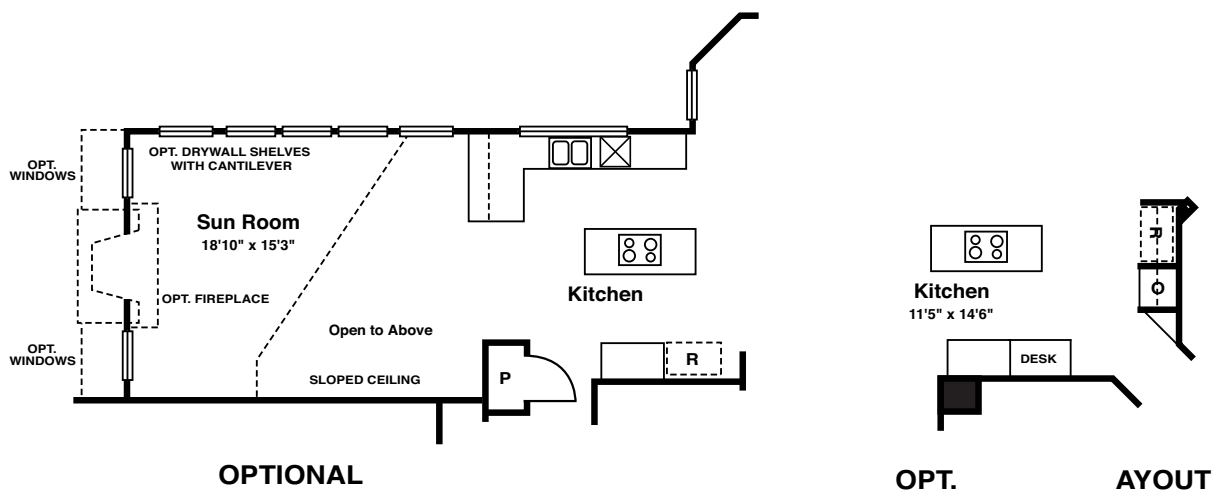 OPT.
WINDOWS
OPT. DRYWALL SHELVES
WITH CANTILEVER
Sun Room
18'10" x 15'3"
OPT. FIREPLACE
OPT.
WINDOWS
Open to Above
SLOPED CEILING
P
Kitchen
R
OPTIONAL
Kitchen
11'5" x 14'6"
DESK
R
O
OPT.
AYOUT